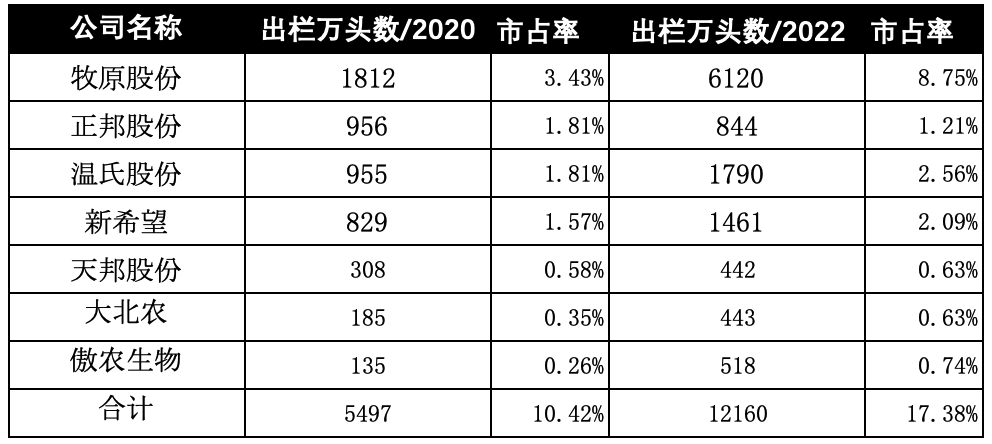 公司名称 出栏万头数/2020 市占率 出栏万头数/2022 市占率
牧原股份 1812 3.43% 6120 8.75%
正邦股份 956 1.81% 844 1.21%
温氏股份 955 1.81% 1790 2.56%
新希望 829 1.57% 1461 2.09%
天邦股份 308 0.58% 442 0.63%
大北农 185 0.35% 443 0.63%
傲农生物 135 0.26% 518 0.74%
合计 5497 10.42% 12160 17.38%